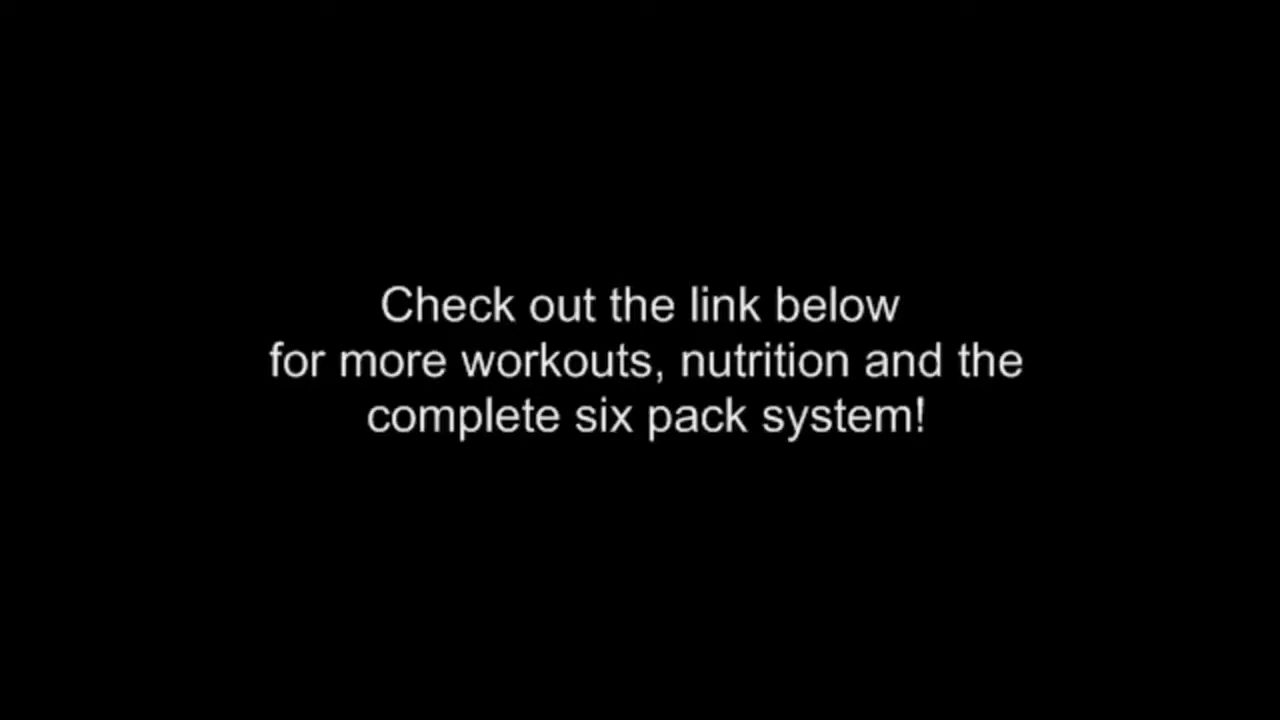 Check out the link below
for more workouts, nutrition and the
complete six pack system!